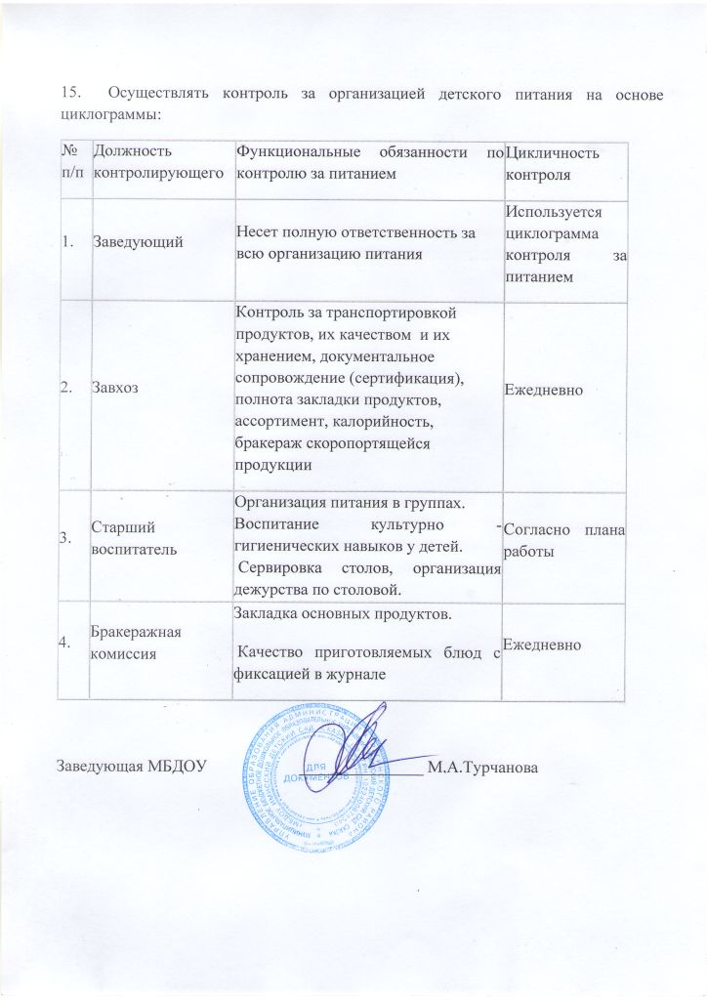 15. Осуществлять контроль за организацией детского питания на основе
циклограммы:
№
п/п
Должность
контролирующего
Функциональные обязанности по
контролю за питанием
Цикличность
контроля
1.
Заведующий
Несет полную ответственность за
всю организацию питания
Используется
циклограмма
контроля за
питанием
2.
Завхоз
Контроль за транспортировкой
продуктов, их качеством и их
хранением, документальное
сопровождение (сертификация),
полнота закладки продуктов,
ассортимент, калорийность,
бракераж скоропортящейся
продукции
Ежедневно
3.
Старший
воспитатель
Организация питания в группах.
Воспитание культурно -
гигиенических навыков у детей.
Сервировка столов, организация
дежурства по столовой.
Согласно плана
работы
4.
Бракеражная
комиссия
Закладка основных продуктов.
Качество приготовляемых блюд с
фиксацией в журнале
Ежедневно
Заведующая МБДОУ М.А.Турчанова
УПРАВЛЕНИЕ ОБРАЗОВАНИЯ АДМИНИСТРАЦИИ
ДЛЯ
ДОКУМЕНТОВ